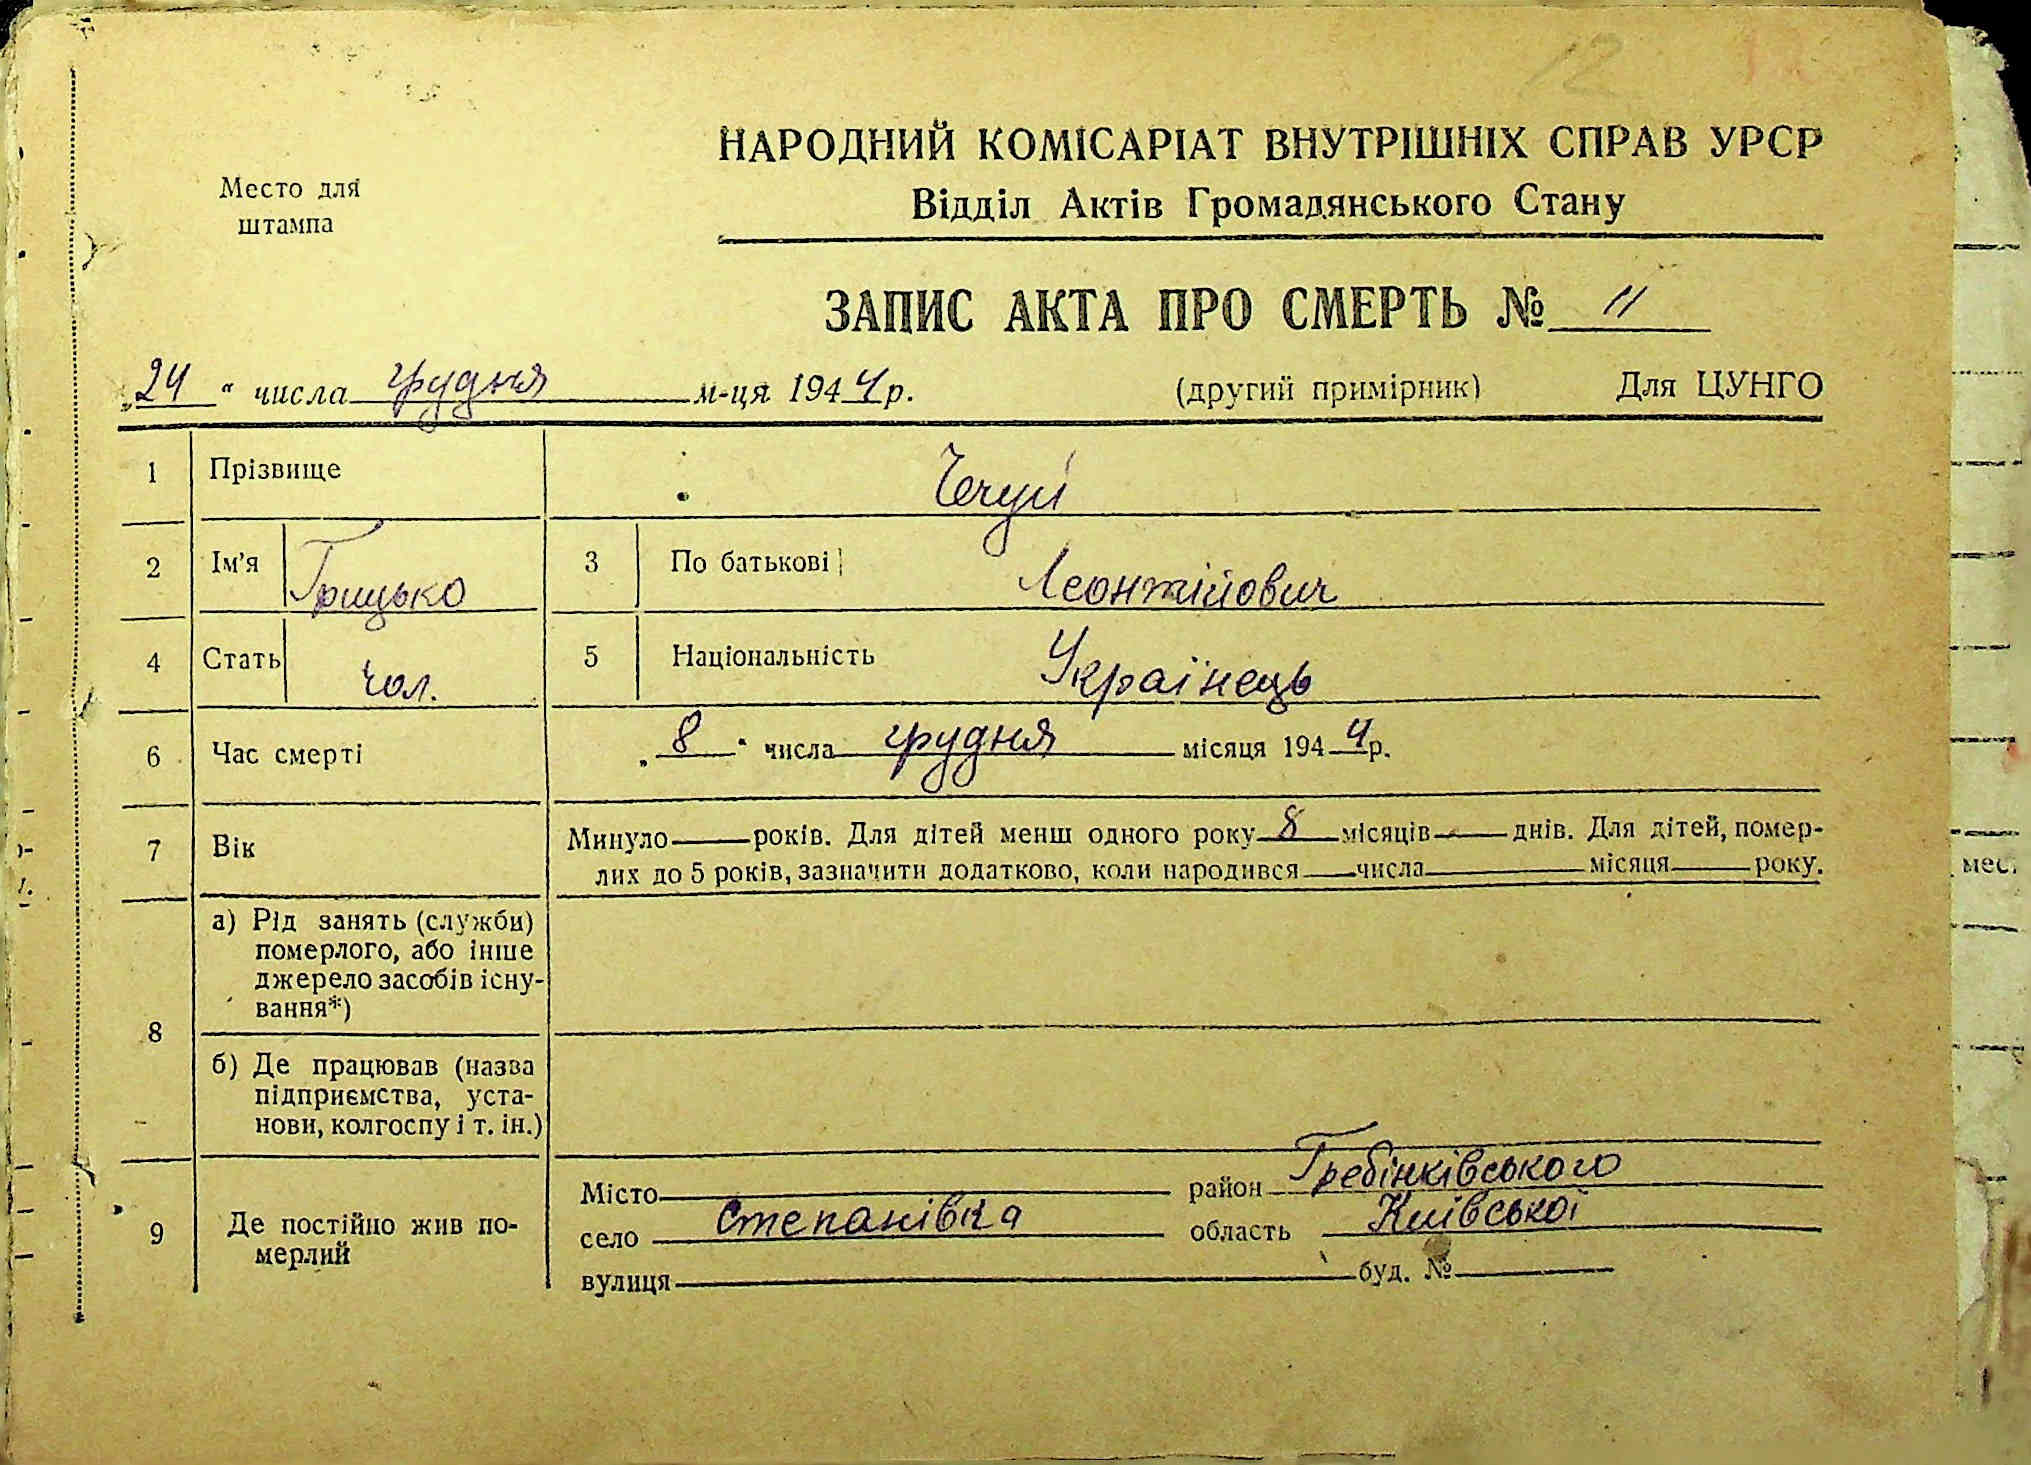 12
НАРОДНИЙ КОМІСАРІАТ ВНУТРІШНІХ СПРАВ УРСР
Відділ Актів Громадянського Стану
Место для
штампа
ЗАПИС АКТА ПРО СМЕРТЬ № 11
„24“ числа грудня м-ця 1944 р. (другий примірник) Для ЦУНГО
1 Прізвище Чечуй
2 Ім'я Грицько 3 По батькові Леонтійович
4 Стать чол. 5 Національність Українець
6 Час смерті „8“ числа грудня місяця 1944 р.
7 Вік Минуло — років. Для дітей менш одного року 8 місяців — днів. Для дітей, помер-
лих до 5 років, зазначити додатково, коли народився числа місяця року.
8 а) Рід занять (служби)
померлого, або інше
джерело засобів існу-
вання*)
б) Де працював (назва
підприємства, уста-
нови, колгоспу і т. ін.)
9 Де постійно жив по-
мерлий
Місто район Гребінківського
село Степанівка область Київської
вулиця буд. №